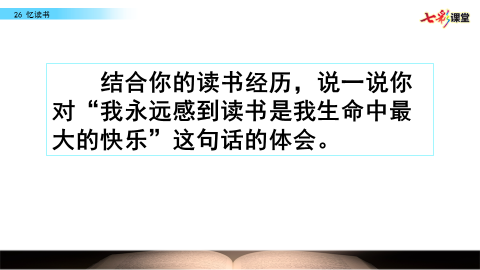 26 忆读书
七彩课堂
结合你的读书经历，说一说你
对“我永远感到读书是我生命中最
大的快乐”这句话的体会。